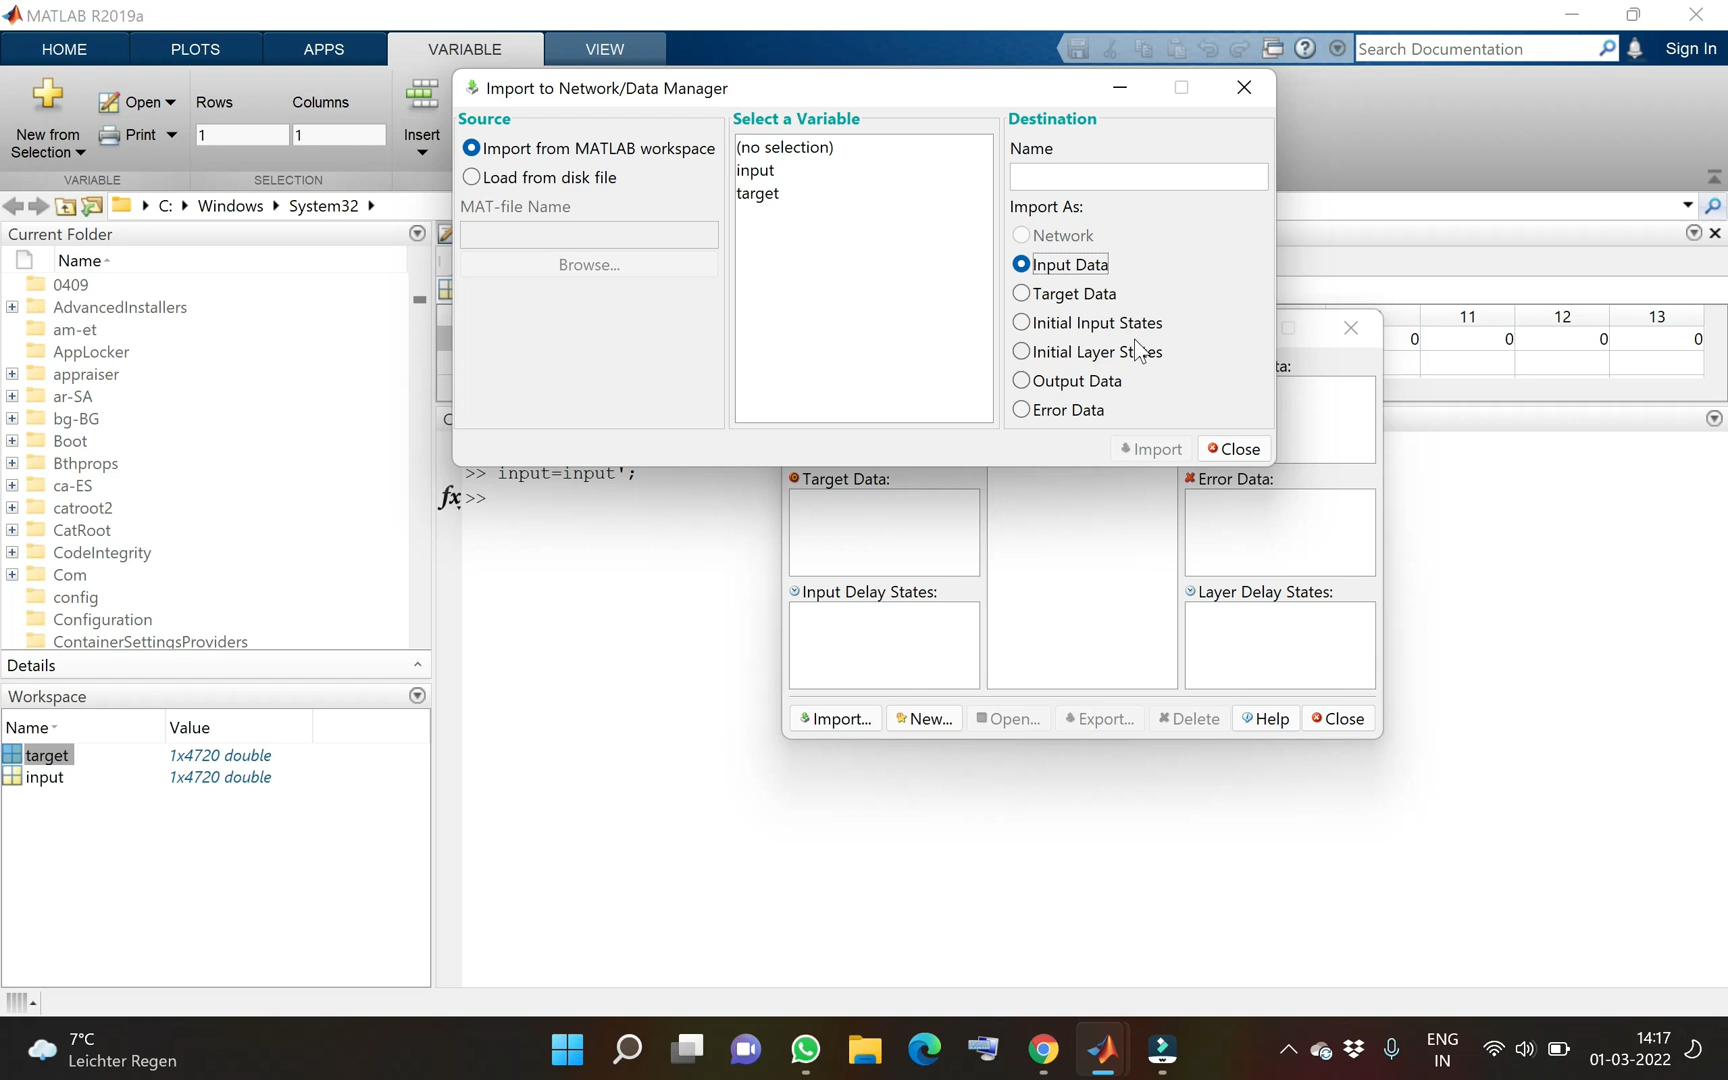 MATLAB R2019a
HOME PLOTS APPS VARIABLE VIEW
Search Documentation
Sign In
New from
Selection
Open
Print
Rows
Columns
1
1
Insert
VARIABLE
SELECTION
C: Windows System32
Current Folder
Name
0409
AdvancedInstallers
am-et
AppLocker
appraiser
ar-SA
bg-BG
Boot
Bthprops
ca-ES
catroot2
CatRoot
CodeIntegrity
Com
config
Configuration
ContainerSettingsProviders
Details
Workspace
Name Value
target 1x4720 double
input 1x4720 double
Import to Network/Data Manager
Source
Import from MATLAB workspace
Load from disk file
MAT-file Name
Browse...
Select a Variable
(no selection)
input
target
Destination
Name
Import As:
Network
Input Data
Target Data
Initial Input States
Initial Layer States
Output Data
Error Data
Import
Close
11 12 13
0 0 0 0
>> input=input';
fx >>
Target Data:
Error Data:
Input Delay States:
Layer Delay States:
Import... New... Open... Export... Delete Help Close
7°C
Leichter Regen
ENG
IN
14:17
01-03-2022